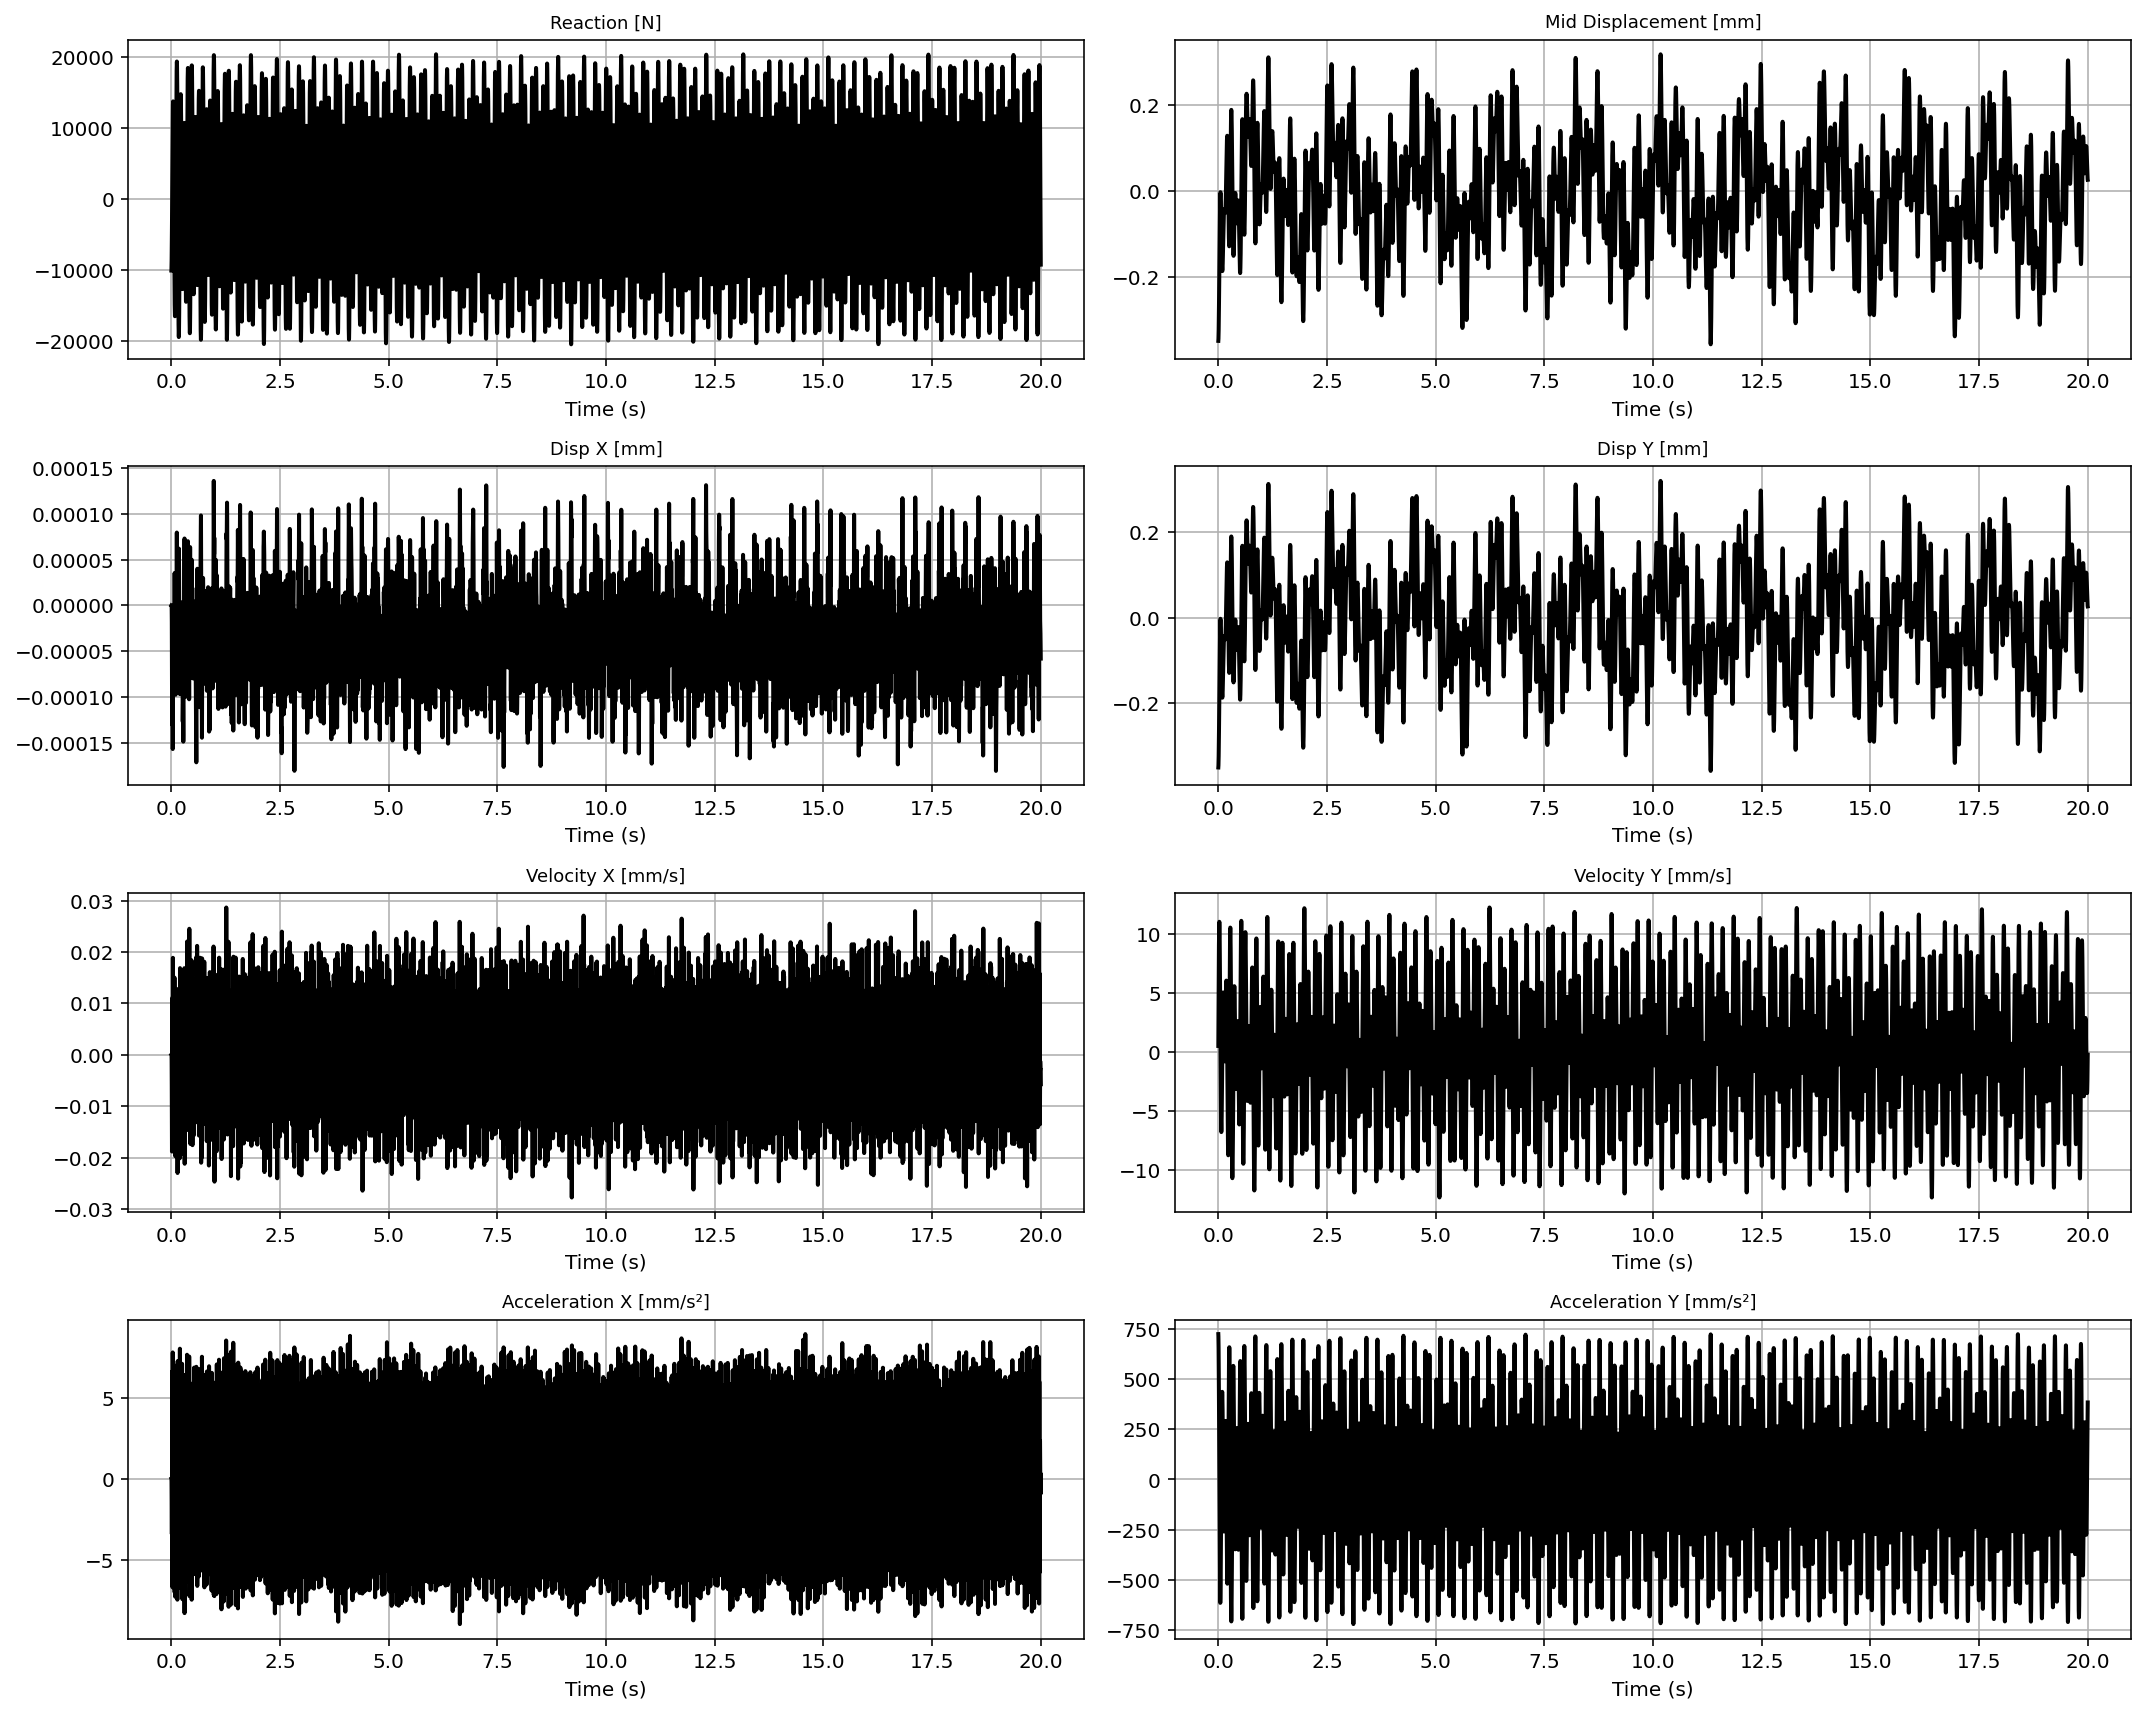 Reaction [N]
20000
10000
0
−10000
−20000
0.0 2.5 5.0 7.5 10.0 12.5 15.0 17.5 20.0
Time (s)
Mid Displacement [mm]
0.2
0.0
−0.2
0.0 2.5 5.0 7.5 10.0 12.5 15.0 17.5 20.0
Time (s)
Disp X [mm]
0.00015
0.00010
0.00005
0.00000
−0.00005
−0.00010
−0.00015
0.0 2.5 5.0 7.5 10.0 12.5 15.0 17.5 20.0
Time (s)
Disp Y [mm]
0.2
0.0
−0.2
0.0 2.5 5.0 7.5 10.0 12.5 15.0 17.5 20.0
Time (s)
Velocity X [mm/s]
0.03
0.02
0.01
0.00
−0.01
−0.02
−0.03
0.0 2.5 5.0 7.5 10.0 12.5 15.0 17.5 20.0
Time (s)
Velocity Y [mm/s]
10
5
0
−5
−10
0.0 2.5 5.0 7.5 10.0 12.5 15.0 17.5 20.0
Time (s)
Acceleration X [mm/s²]
5
0
−5
0.0 2.5 5.0 7.5 10.0 12.5 15.0 17.5 20.0
Time (s)
Acceleration Y [mm/s²]
750
500
250
0
−250
−500
−750
0.0 2.5 5.0 7.5 10.0 12.5 15.0 17.5 20.0
Time (s)